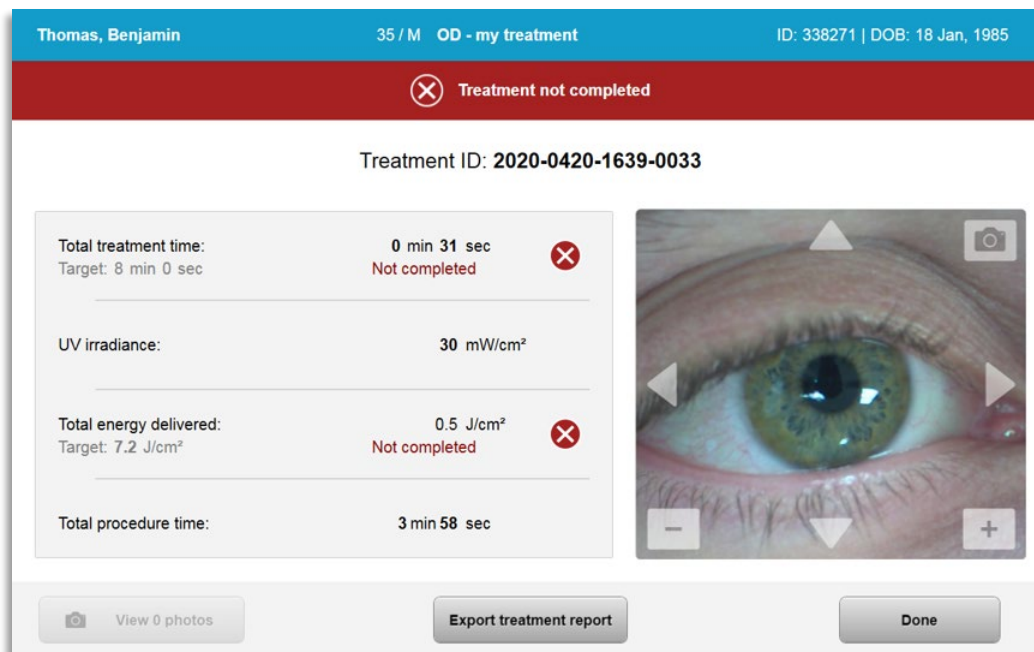 Thomas, Benjamin 35 / M OD - my treatment ID: 338271 | DOB: 18 Jan, 1985
Treatment not completed
Treatment ID: 2020-0420-1639-0033
Total treatment time: 0 min 31 sec
Target: 8 min 0 sec Not completed
UV irradiance: 30 mW/cm²
Total energy delivered: 0.5 J/cm²
Target: 7.2 J/cm² Not completed
Total procedure time: 3 min 58 sec
View 0 photos Export treatment report Done